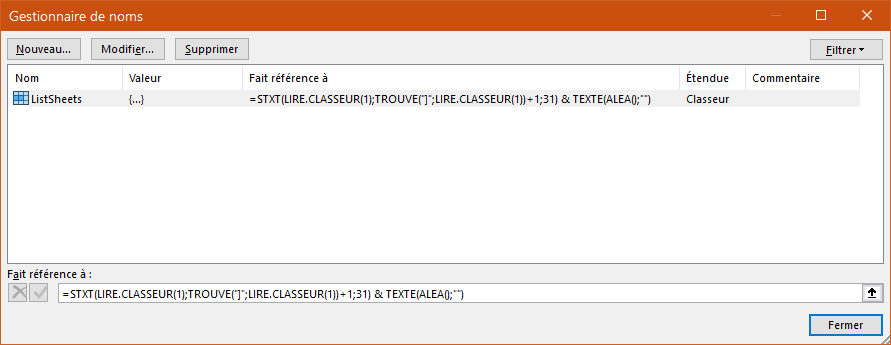 Gestionnaire de noms
Nouveau... Modifier... Supprimer Filtrer
Nom Valeur Fait référence à Étendue Commentaire
ListSheets {...} =STXT(LIRE.CLASSEUR(1);TROUVE("]";LIRE.CLASSEUR(1))+1;31) & TEXTE(ALEA();"") Classeur
Fait référence à :
=STXT(LIRE.CLASSEUR(1);TROUVE("]";LIRE.CLASSEUR(1))+1;31) & TEXTE(ALEA();"")
Fermer